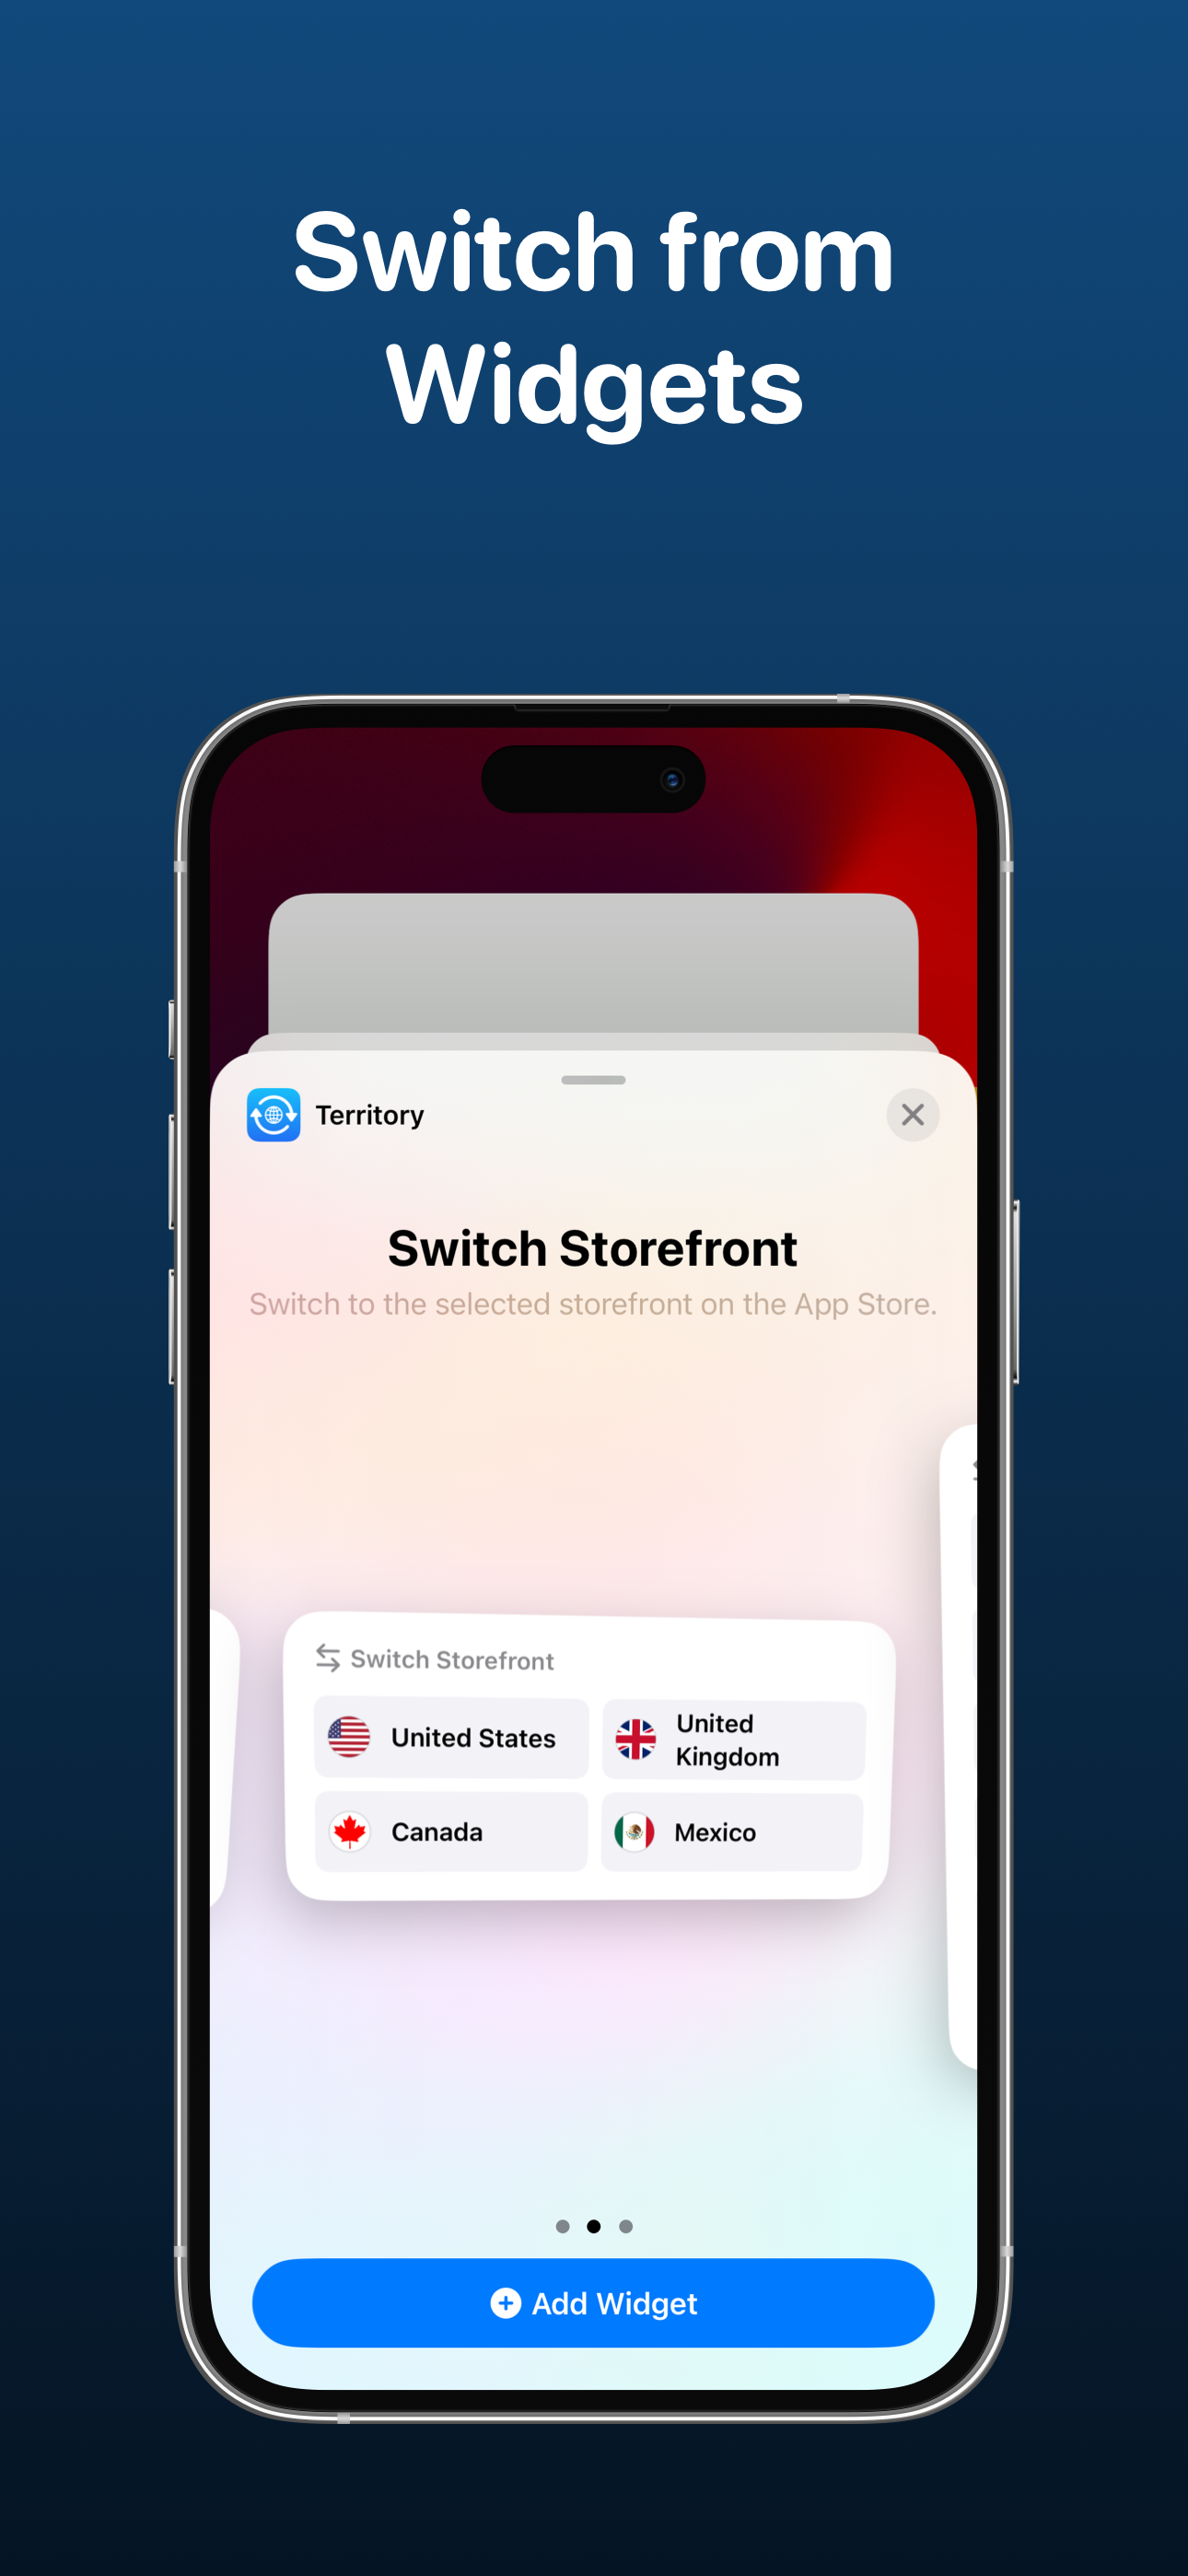 Switch from
Widgets
Territory
Switch Storefront
Switch to the selected storefront on the App Store.
Switch Storefront
United States
United
Kingdom
Canada
Mexico
Add Widget